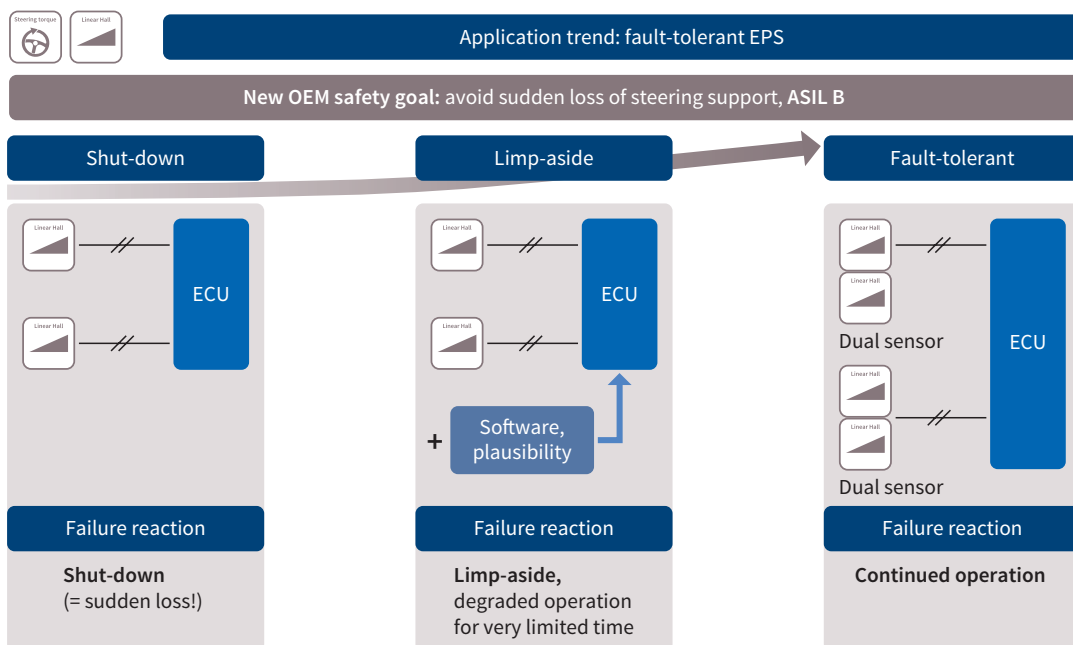 Steering torque
Linear Hall
Application trend: fault-tolerant EPS
New OEM safety goal: avoid sudden loss of steering support, ASIL B
Shut-down
Linear Hall
Linear Hall
ECU
Failure reaction
Shut-down
(= sudden loss!)
Limp-aside
Linear Hall
Linear Hall
ECU
+
Software,
plausibility
Failure reaction
Limp-aside,
degraded operation
for very limited time
Fault-tolerant
Linear Hall
Linear Hall
Dual sensor
Linear Hall
Linear Hall
Dual sensor
ECU
Failure reaction
Continued operation